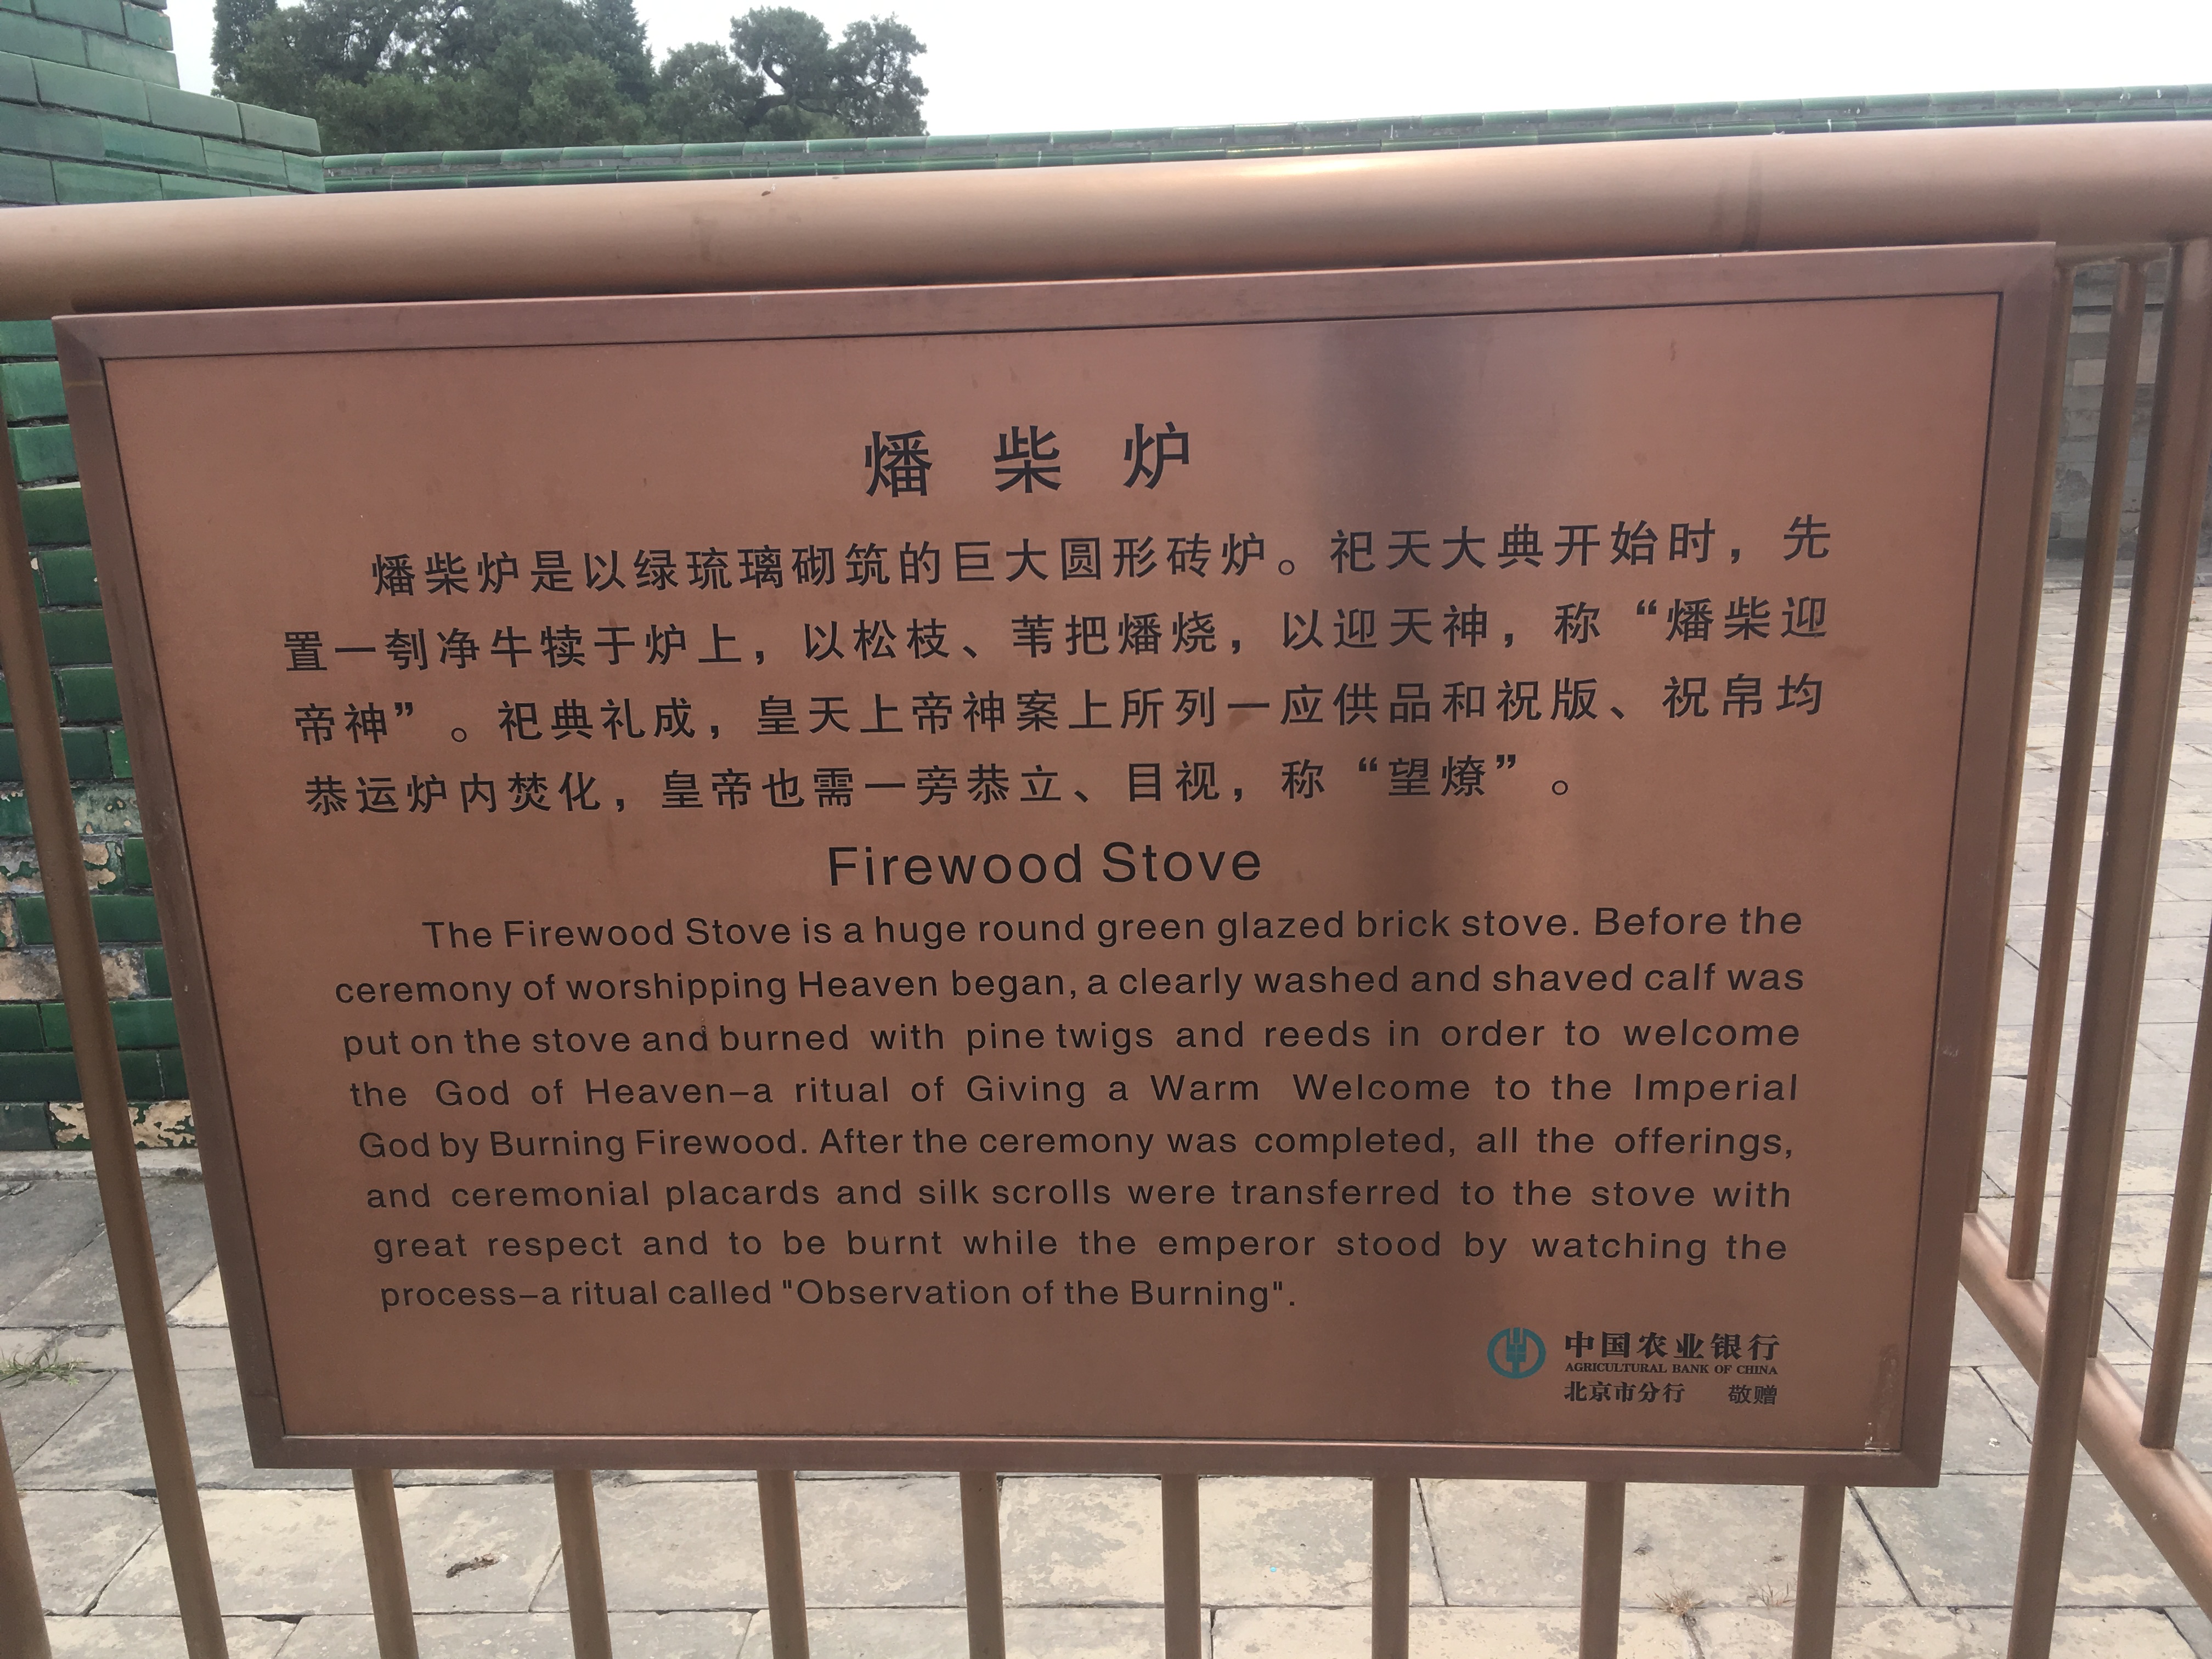 燔柴炉
燔柴炉是以绿琉璃砌筑的巨大圆形砖炉。祀天大典开始时，先
置一刳净牛犊于炉上，以松枝、苇把燔烧，以迎天神，称“燔柴迎
帝神”。祀典礼成，皇天上帝神案上所列一应供品和祝版、祝帛均
恭运炉内焚化，皇帝也需一旁恭立、目视，称“望燎”。
Firewood Stove
The Firewood Stove is a huge round green glazed brick stove. Before the
ceremony of worshipping Heaven began, a clearly washed and shaved calf was
put on the stove and burned with pine twigs and reeds in order to welcome
the God of Heaven–a ritual of Giving a Warm Welcome to the Imperial
God by Burning Firewood. After the ceremony was completed, all the offerings,
and ceremonial placards and silk scrolls were transferred to the stove with
great respect and to be burnt while the emperor stood by watching the
process–a ritual called "Observation of the Burning".
中国农业银行
AGRICULTURAL BANK OF CHINA
北京市分行 敬赠